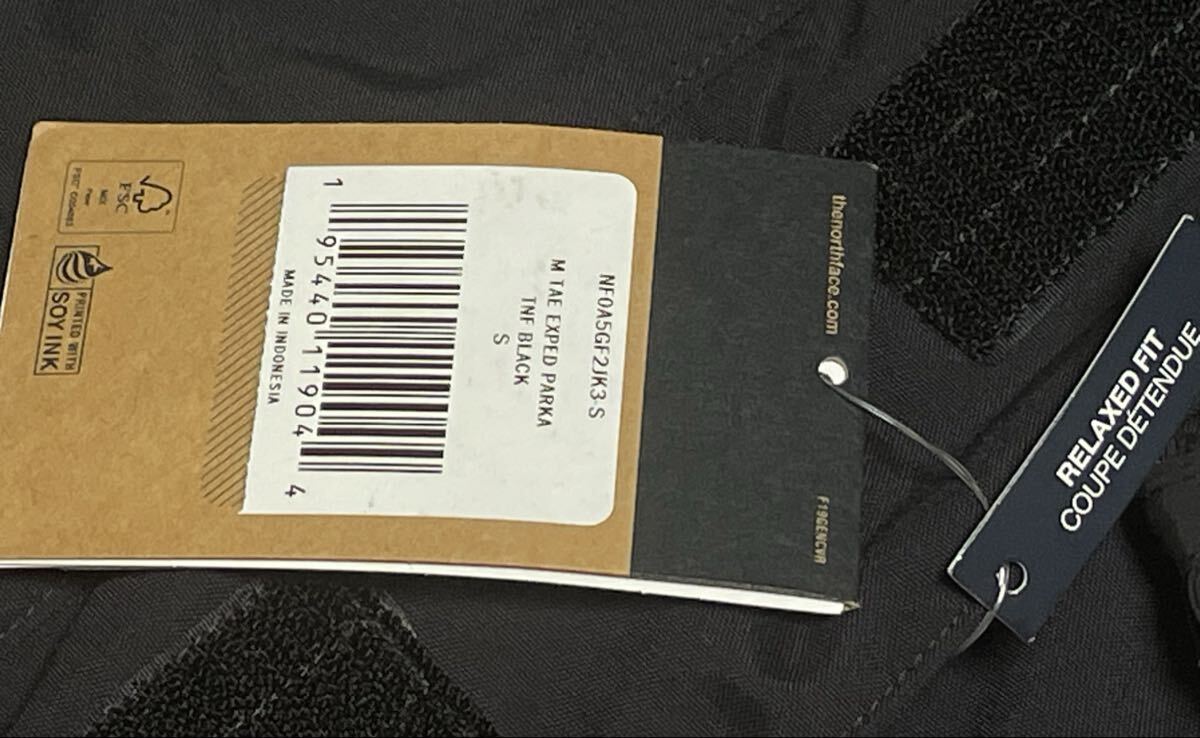 thenorthface.com
F19GENCVR
NF0A5GF2JK3-S
M TAE EXPED PARKA
TNF BLACK
S
1 95440 11904 4
MADE IN INDONESIA
FSC
MIX
Paper
PRINTED WITH
SOY INK
RELAXED FIT
COUPE DÉTENDUE